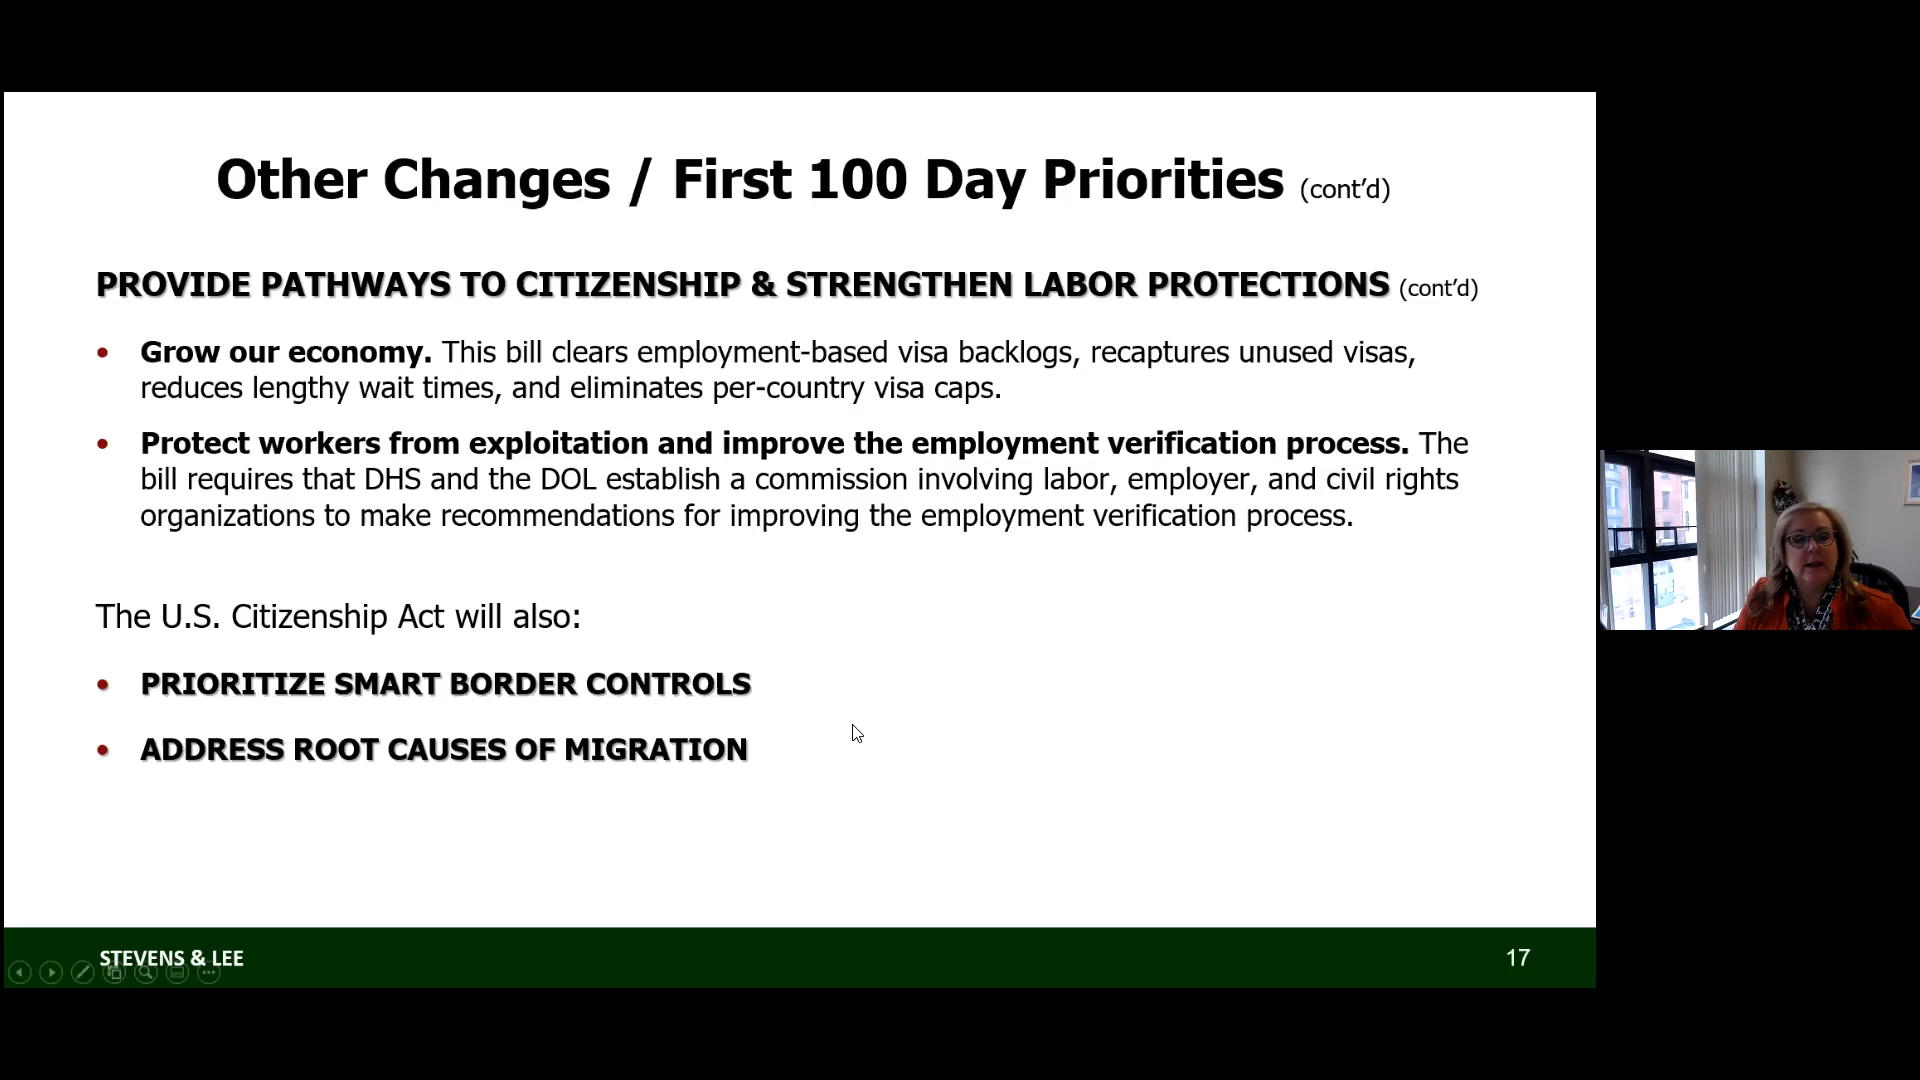 Other Changes / First 100 Day Priorities (cont’d)
PROVIDE PATHWAYS TO CITIZENSHIP & STRENGTHEN LABOR PROTECTIONS (cont’d)
• Grow our economy. This bill clears employment-based visa backlogs, recaptures unused visas,
reduces lengthy wait times, and eliminates per-country visa caps.
• Protect workers from exploitation and improve the employment verification process. The
bill requires that DHS and the DOL establish a commission involving labor, employer, and civil rights
organizations to make recommendations for improving the employment verification process.
The U.S. Citizenship Act will also:
• PRIORITIZE SMART BORDER CONTROLS
• ADDRESS ROOT CAUSES OF MIGRATION
STEVENS & LEE
17